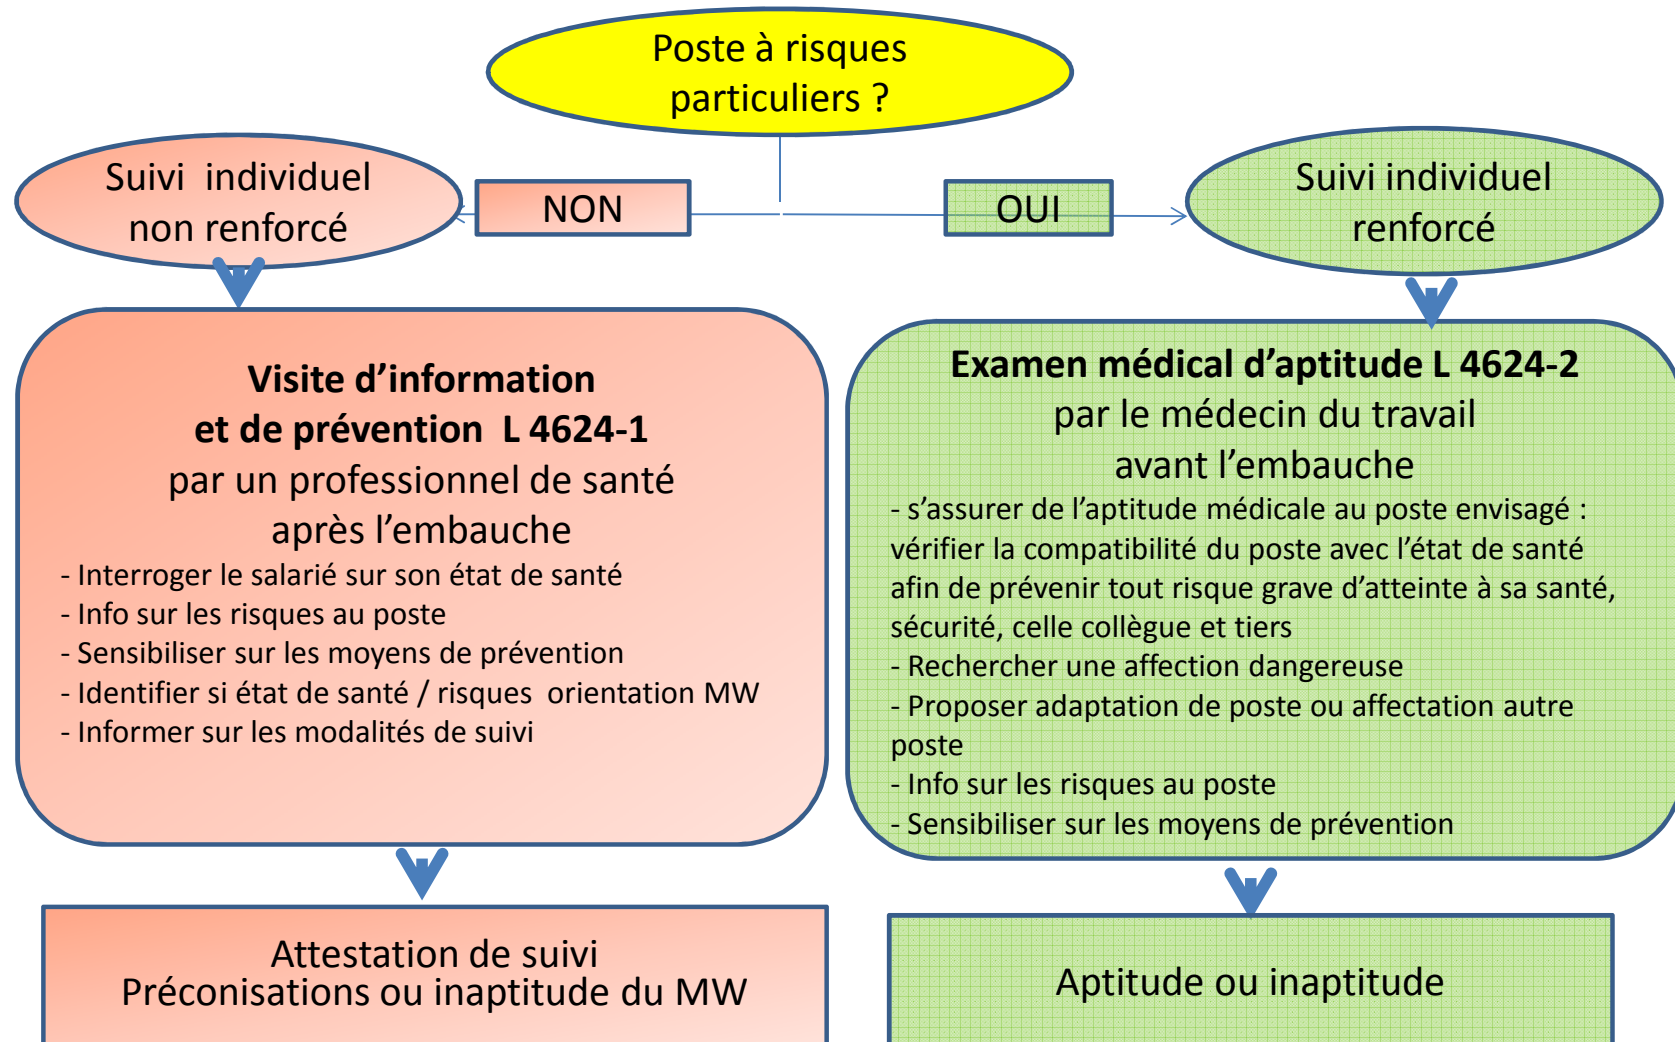 Poste à risques
particuliers ?
Suivi individuel
non renforcé
NON
OUI
Suivi individuel
renforcé
Visite d’information
et de prévention L 4624-1
par un professionnel de santé
après l’embauche
- Interroger le salarié sur son état de santé
- Info sur les risques au poste
- Sensibiliser sur les moyens de prévention
- Identifier si état de santé / risques orientation MW
- Informer sur les modalités de suivi
Examen médical d’aptitude L 4624-2
par le médecin du travail
avant l’embauche
- s’assurer de l’aptitude médicale au poste envisagé :
vérifier la compatibilité du poste avec l’état de santé
afin de prévenir tout risque grave d’atteinte à sa santé,
sécurité, celle collègue et tiers
- Rechercher une affection dangereuse
- Proposer adaptation de poste ou affectation autre
poste
- Info sur les risques au poste
- Sensibiliser sur les moyens de prévention
Attestation de suivi
Préconisations ou inaptitude du MW
Aptitude ou inaptitude